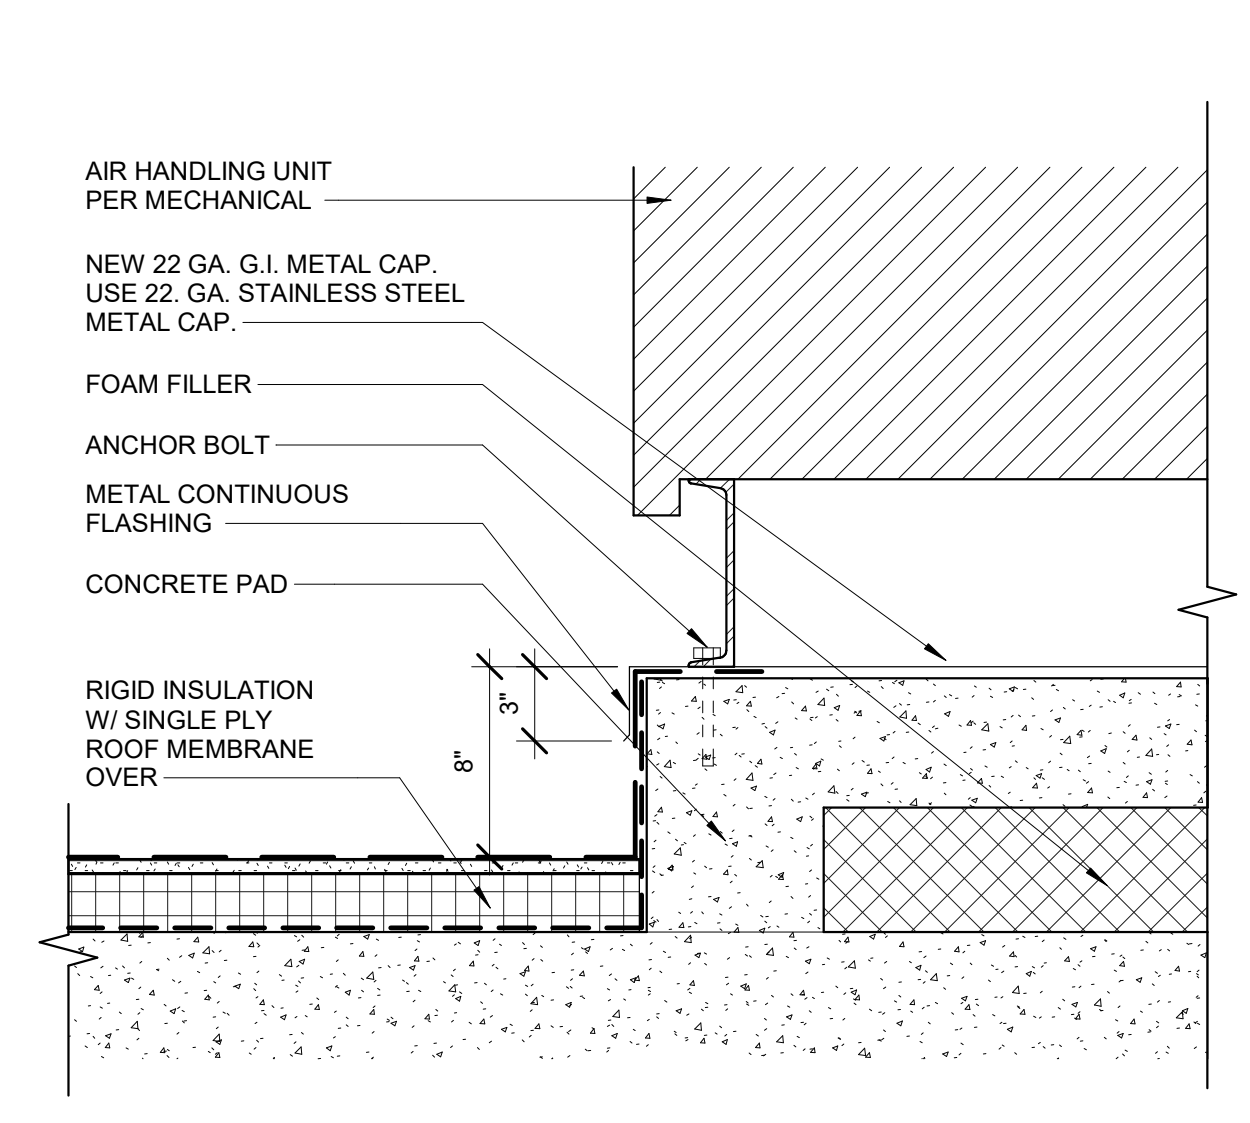 AIR HANDLING UNIT
PER MECHANICAL
NEW 22 GA. G.I. METAL CAP.
USE 22. GA. STAINLESS STEEL
METAL CAP.
FOAM FILLER
ANCHOR BOLT
METAL CONTINUOUS
FLASHING
CONCRETE PAD
RIGID INSULATION
W/ SINGLE PLY
ROOF MEMBRANE
OVER
8"
3"